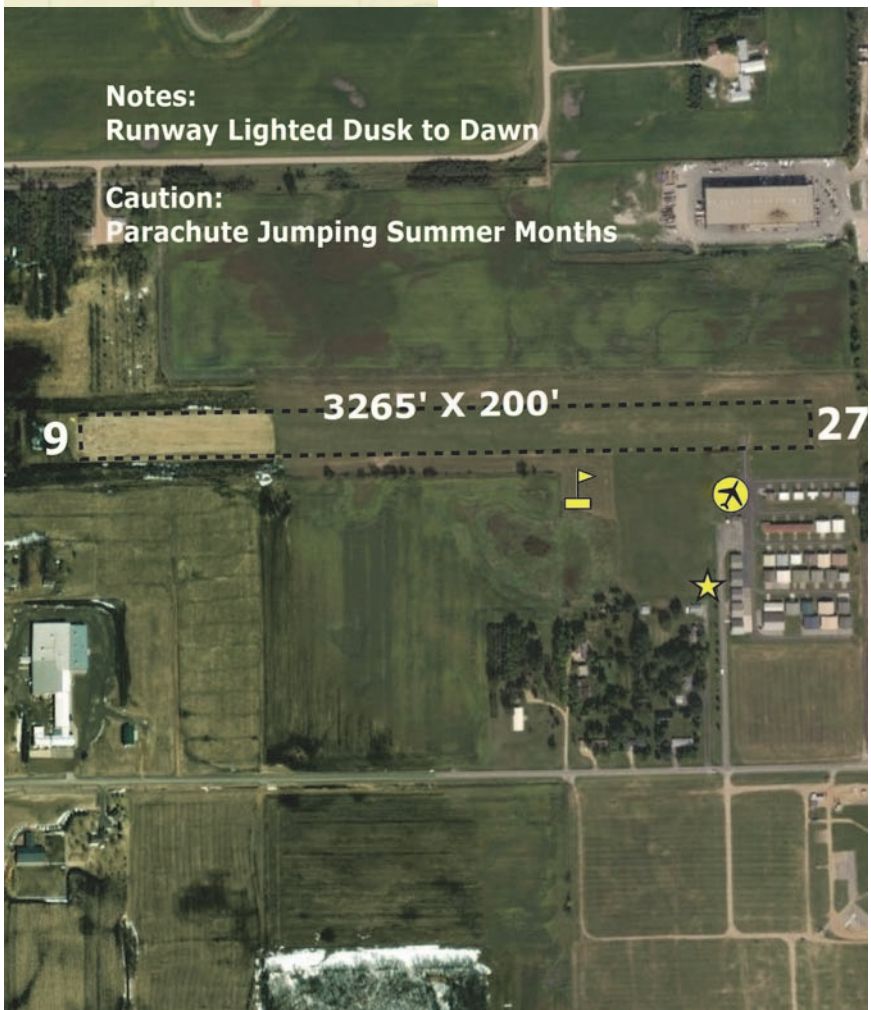 Notes:
Runway Lighted Dusk to Dawn
Caution:
Parachute Jumping Summer Months
3265' X 200'
9
27